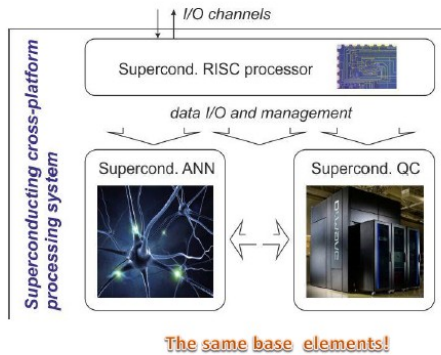 I/O channels
Supercond. RISC processor
data I/O and management
Superconducting cross-platform
processing system
Supercond. ANN
Supercond. QC
The same base elements!